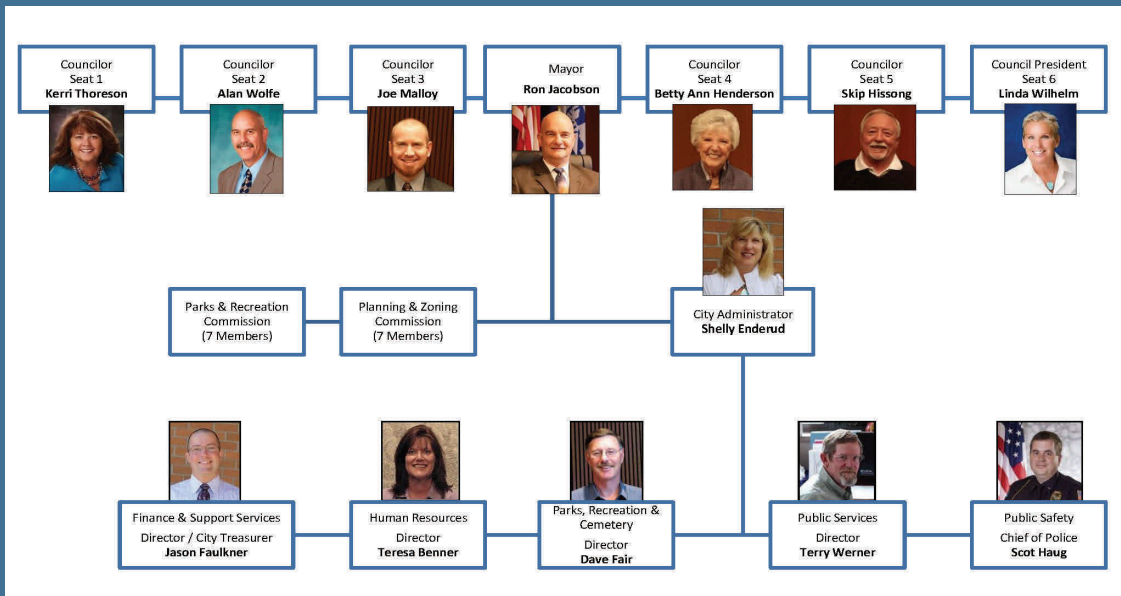 Councilor
Seat 1
Kerri Thoreson
Councilor
Seat 2
Alan Wolfe
Councilor
Seat 3
Joe Malloy
Mayor
Ron Jacobson
Councilor
Seat 4
Betty Ann Henderson
Councilor
Seat 5
Skip Hissong
Council President
Seat 6
Linda Wilhelm
Parks & Recreation
Commission
(7 Members)
Planning & Zoning
Commission
(7 Members)
City Administrator
Shelly Enderud
Finance & Support Services
Director / City Treasurer
Jason Faulkner
Human Resources
Director
Teresa Benner
Parks, Recreation &
Cemetery
Director
Dave Fair
Public Services
Director
Terry Werner
Public Safety
Chief of Police
Scot Haug